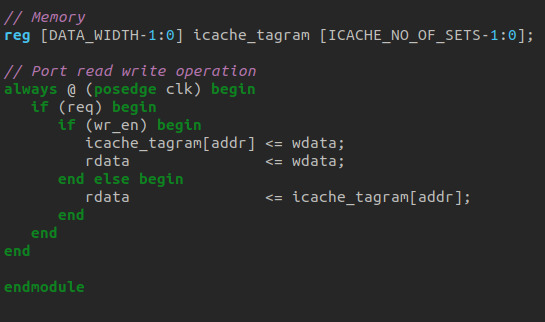 // Memory
reg [DATA_WIDTH-1:0] icache_tagram [ICACHE_NO_OF_SETS-1:0];

// Port read write operation
always @ (posedge clk) begin
   if (req) begin
      if (wr_en) begin
         icache_tagram[addr] <= wdata;
         rdata               <= wdata;
      end else begin
         rdata               <= icache_tagram[addr];
      end
   end
end

endmodule